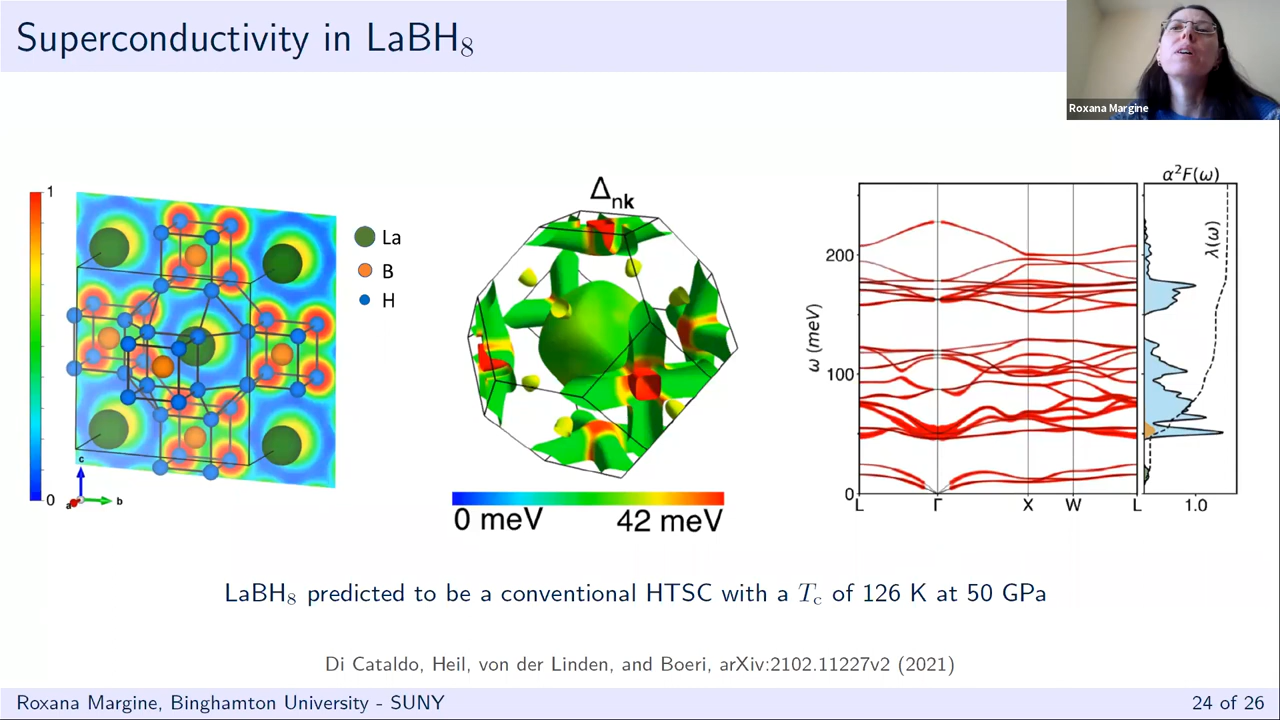 Superconductivity in LaBH₈
Roxana Margine
1
0
La
B
H
c
a
b
Δnk
0 meV
42 meV
α²F(ω)
λ(ω)
ω (meV)
200
100
0
L Γ X W L
1.0
LaBH₈ predicted to be a conventional HTSC with a Tc of 126 K at 50 GPa
Di Cataldo, Heil, von der Linden, and Boeri, arXiv:2102.11227v2 (2021)
Roxana Margine, Binghamton University - SUNY
24 of 26